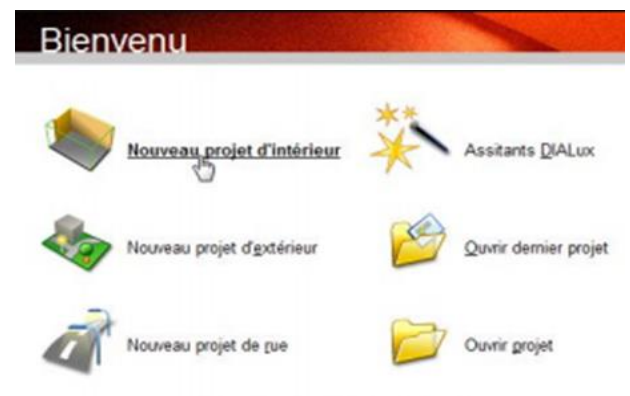 Bienvenu
Nouveau projet d'intérieur
Assitants DIALux
Nouveau projet d'extérieur
Ouvrir dernier projet
Nouveau projet de rue
Ouvrir projet